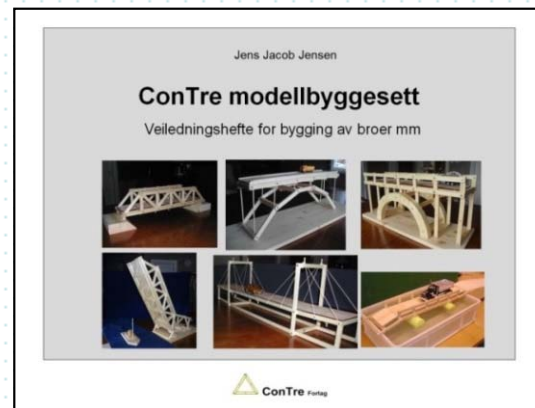 Jens Jacob Jensen
ConTre modellbyggesett
Veiledningshefte for bygging av broer mm
ConTre Forlag